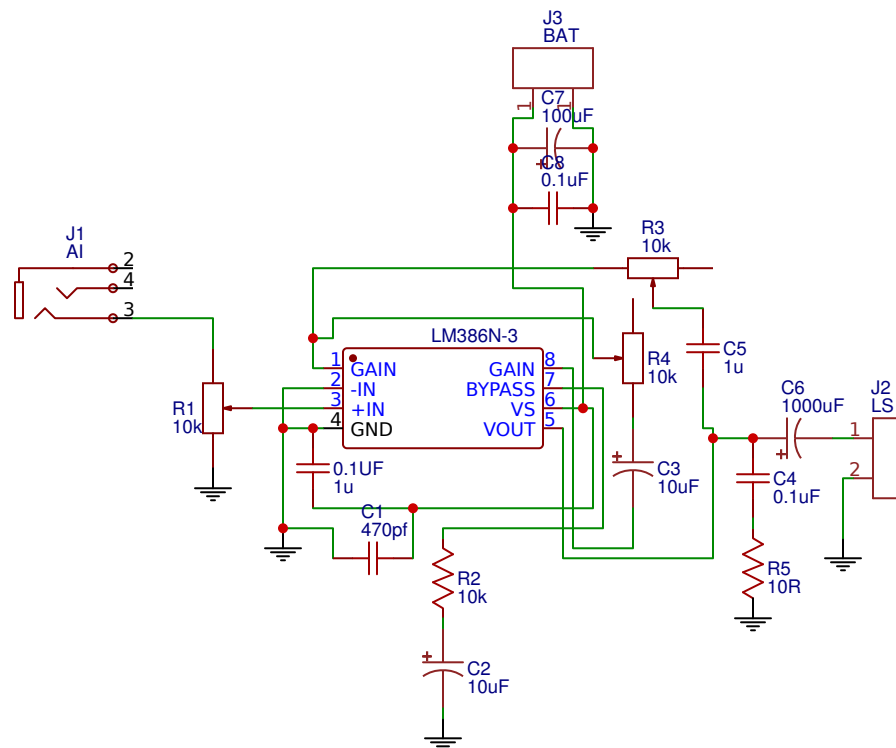 J3
BAT
1
1
C7
100uF
C8
0.1uF
J1
AI
2
4
3
R3
10k
LM386N-3
1
GAIN
2
-IN
3
+IN
4
GND
8
GAIN
7
BYPASS
6
VS
5
VOUT
R1
10k
R4
10k
C5
1u
C6
1000uF
J2
LS
1
2
0.1UF
1u
C1
470pf
C3
10uF
C4
0.1uF
R2
10k
R5
10R
C2
10uF